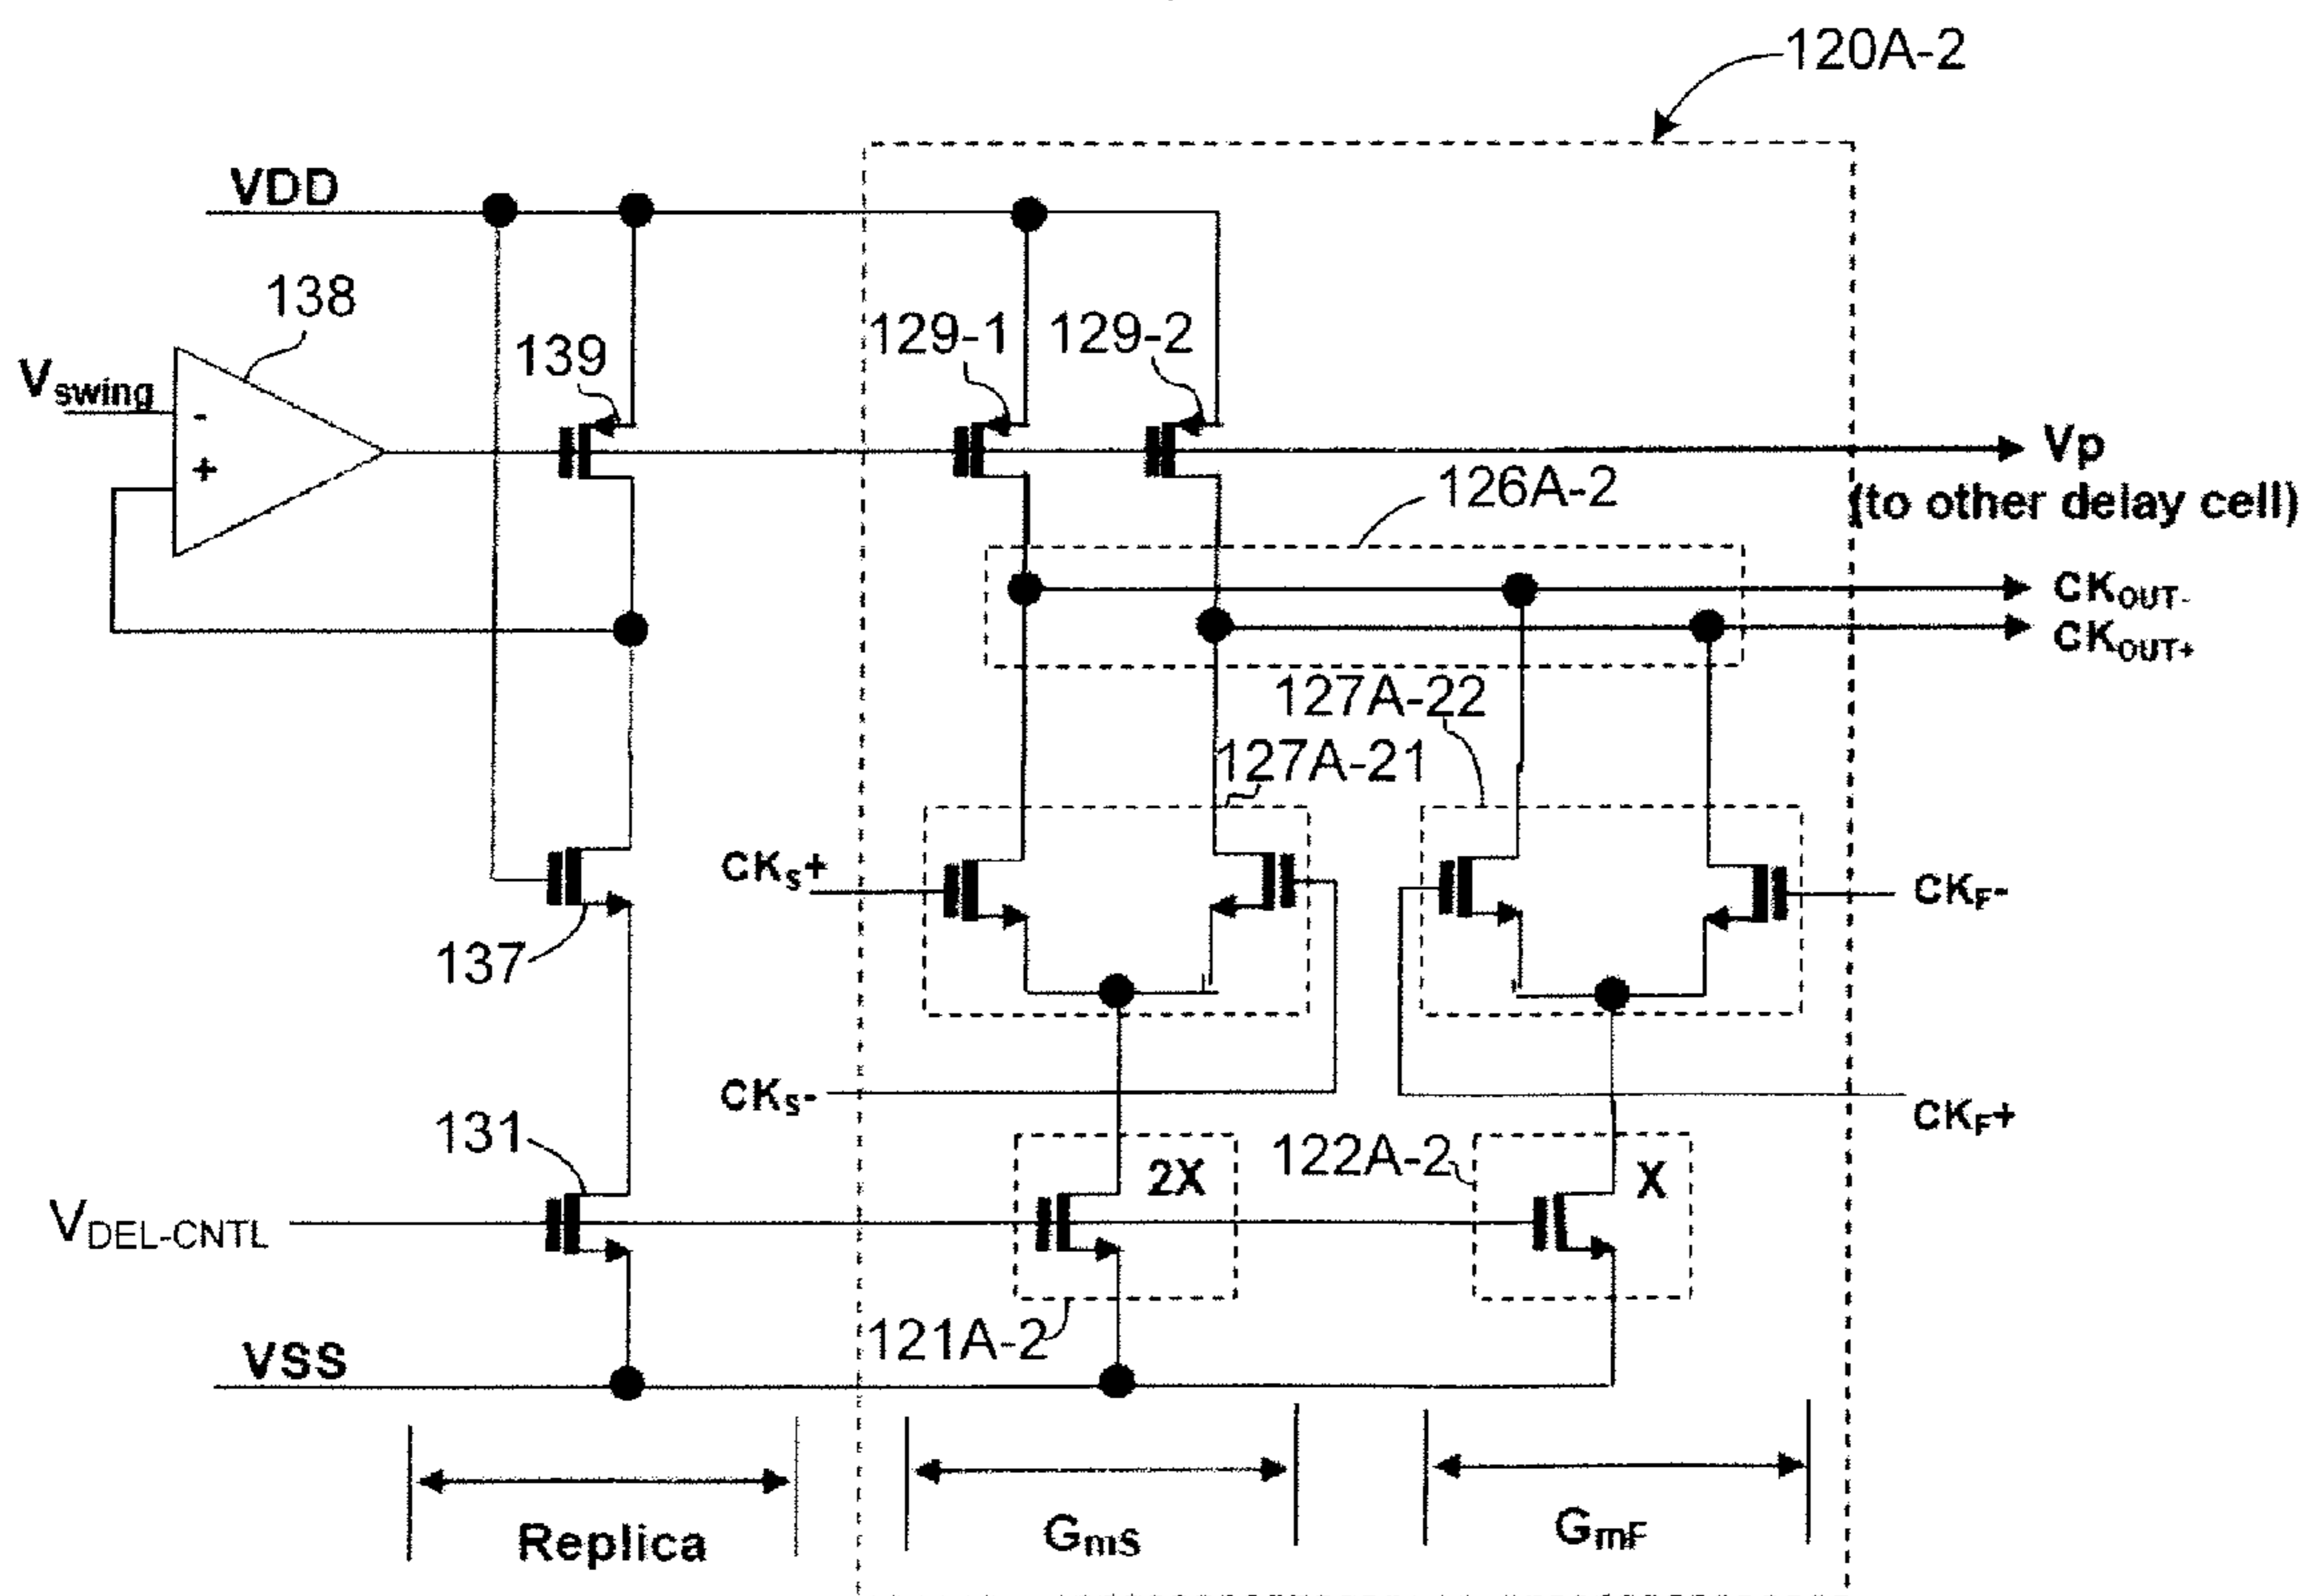 120A-2
VDD
138
139
129-1
129-2
Vswing
-
+
Vp
(to other delay cell)
126A-2
CKOUT-
CKOUT+
127A-22
127A-21
CKS+
CKF-
137
CKS-
CKF+
131
2X
122A-2
X
VDEL-CNTL
121A-2
VSS
Replica
GmS
GmF